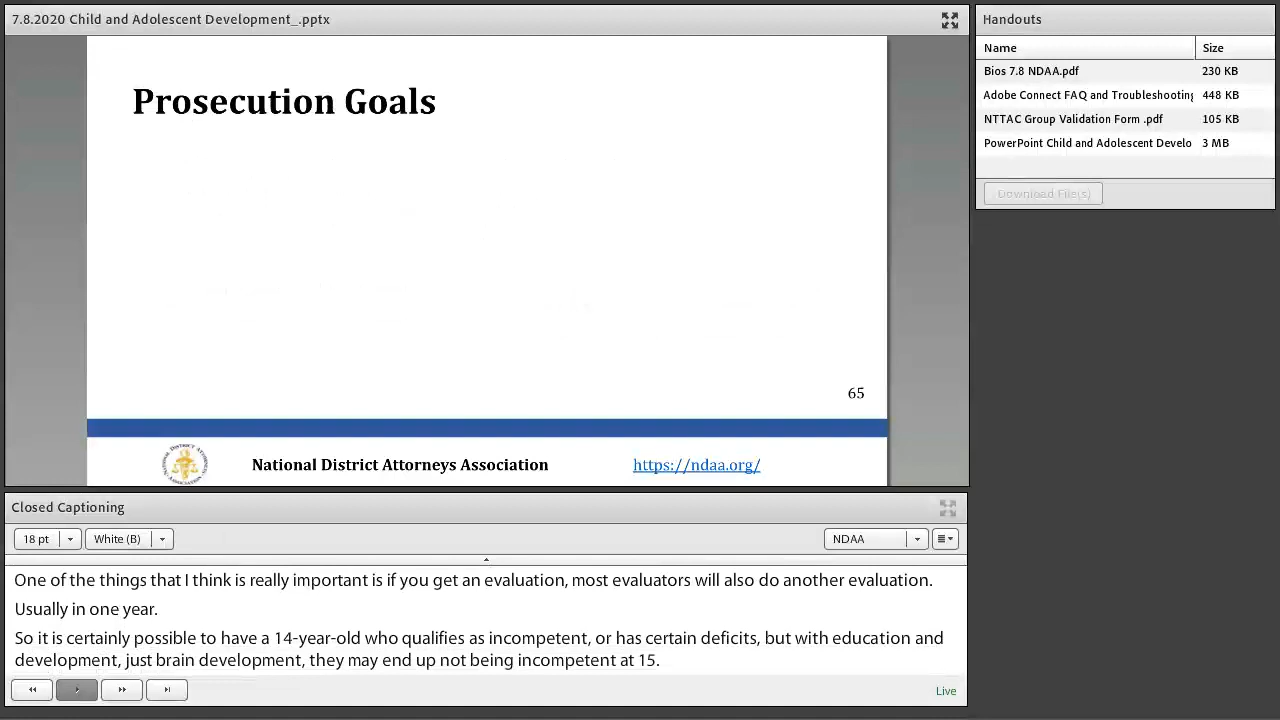 7.8.2020 Child and Adolescent Development_.pptx
Prosecution Goals
65
National District Attorneys Association https://ndaa.org/
Handouts
Name Size
Bios 7.8 NDAA.pdf 230 KB
Adobe Connect FAQ and Troubleshooting 448 KB
NTTAC Group Validation Form .pdf 105 KB
PowerPoint Child and Adolescent Develo 3 MB
Download File(s)
Closed Captioning
18 pt White (B) NDAA
One of the things that I think is really important is if you get an evaluation, most evaluators will also do another evaluation.
Usually in one year.
So it is certainly possible to have a 14-year-old who qualifies as incompetent, or has certain deficits, but with education and
development, just brain development, they may end up not being incompetent at 15.
Live